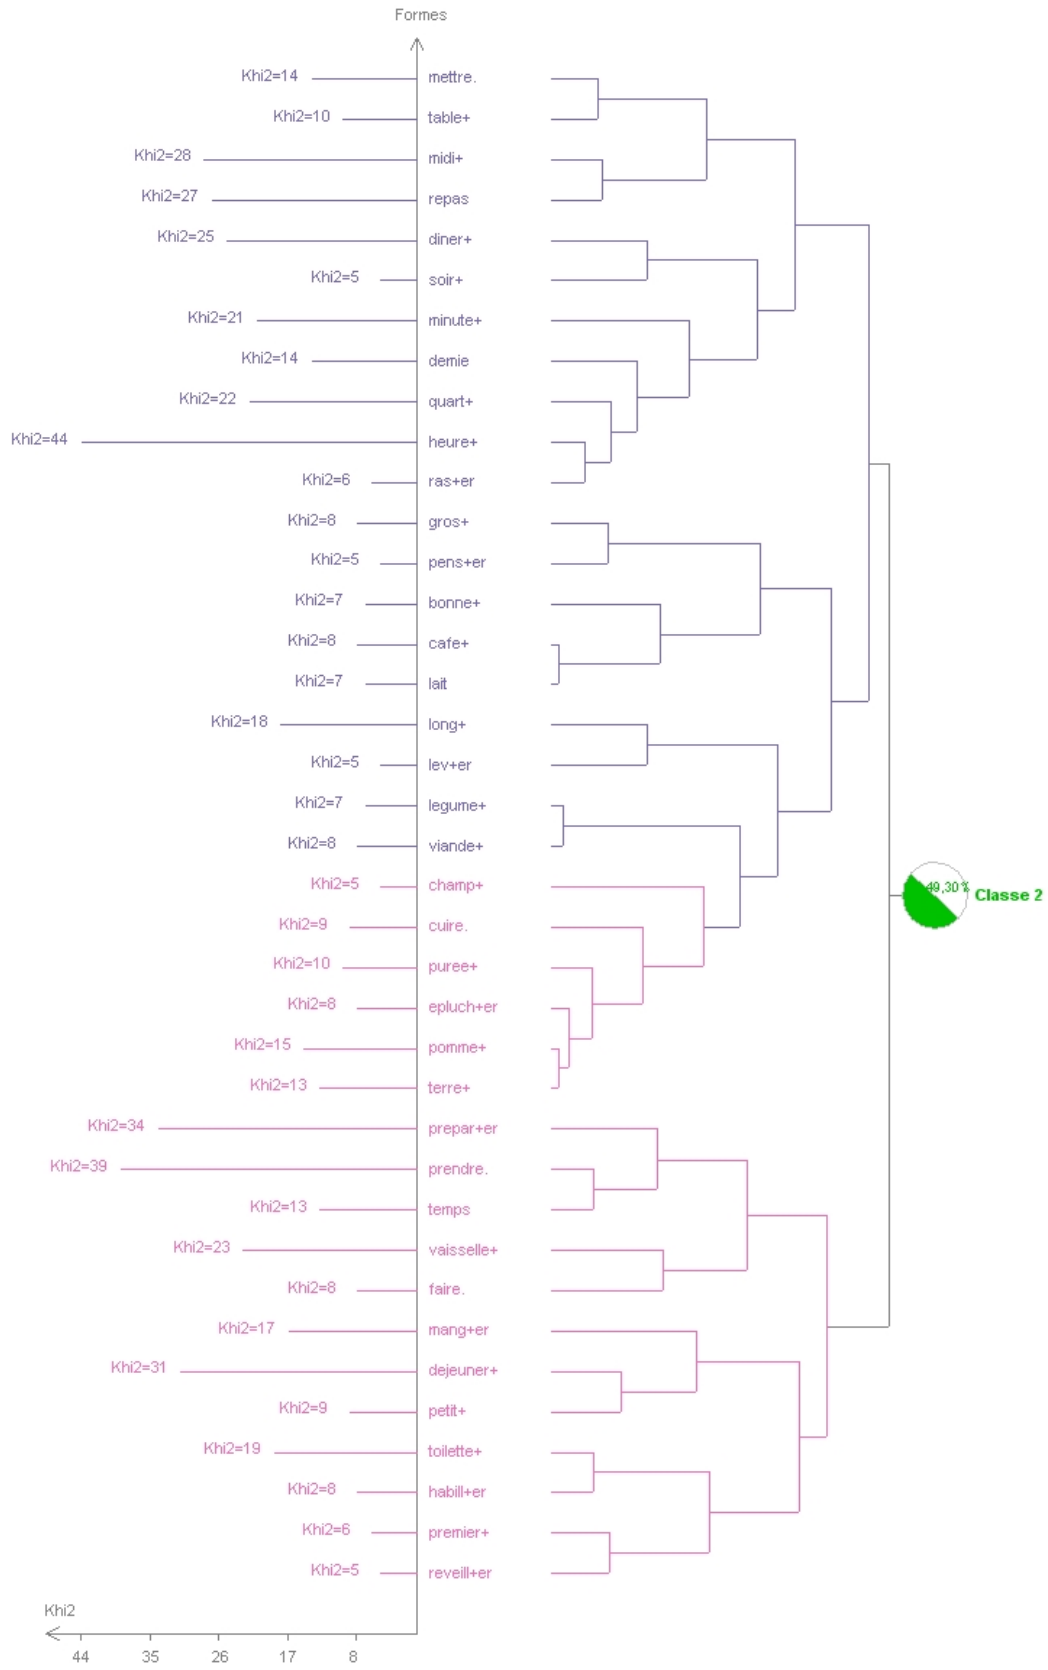 Formes
Khi2=14 mettre.
Khi2=10 table+
Khi2=28 midi+
Khi2=27 repas
Khi2=25 diner+
Khi2=5 soir+
Khi2=21 minute+
Khi2=14 demie
Khi2=22 quart+
Khi2=44 heure+
Khi2=6 ras+er
Khi2=8 gros+
Khi2=5 pens+er
Khi2=7 bonne+
Khi2=8 cafe+
Khi2=7 lait
Khi2=18 long+
Khi2=5 lev+er
Khi2=7 legume+
Khi2=8 viande+
Khi2=5 champ+
49,30% Classe 2
Khi2=9 cuire.
Khi2=10 puree+
Khi2=8 epluch+er
Khi2=15 pomme+
Khi2=13 terre+
Khi2=34 prepar+er
Khi2=39 prendre.
Khi2=13 temps
Khi2=23 vaisselle+
Khi2=8 faire.
Khi2=17 mang+er
Khi2=31 dejeuner+
Khi2=9 petit+
Khi2=19 toilette+
Khi2=8 habill+er
Khi2=6 premier+
Khi2=5 reveill+er
Khi2
44 35 26 17 8